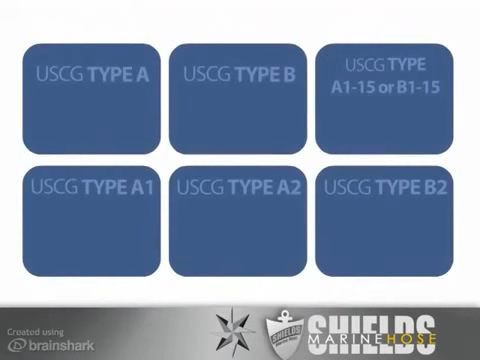 USCG TYPE A
USCG TYPE B
USCG TYPE
A1-15 or B1-15
USCG TYPE A1
USCG TYPE A2
USCG TYPE B2
Created using
brainshark
SHIELDS
SHIELDS
MARINE HOSE